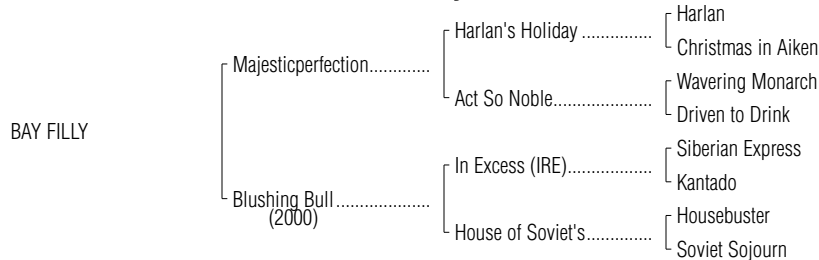 Harlan
Harlan's Holiday ...............
Christmas in Aiken
Majesticperfection.............
Wavering Monarch
Act So Noble.....................
Driven to Drink
BAY FILLY
Siberian Express
In Excess (IRE)..................
Kantado
Blushing Bull ....................
(2000)
Housebuster
House of Soviet's..............
Soviet Sojourn